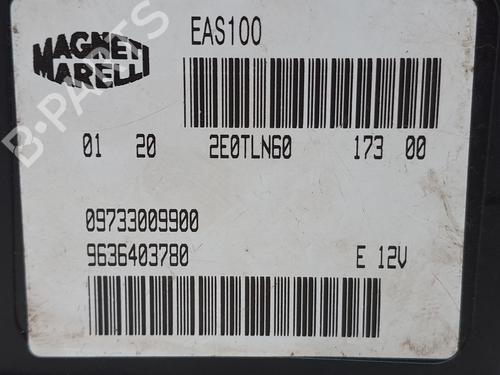 MAGNETI
MARELLI
EAS100
01 20 2E0TLN60 173 00
09733009900
9636403780 E 12V
B-PARTS